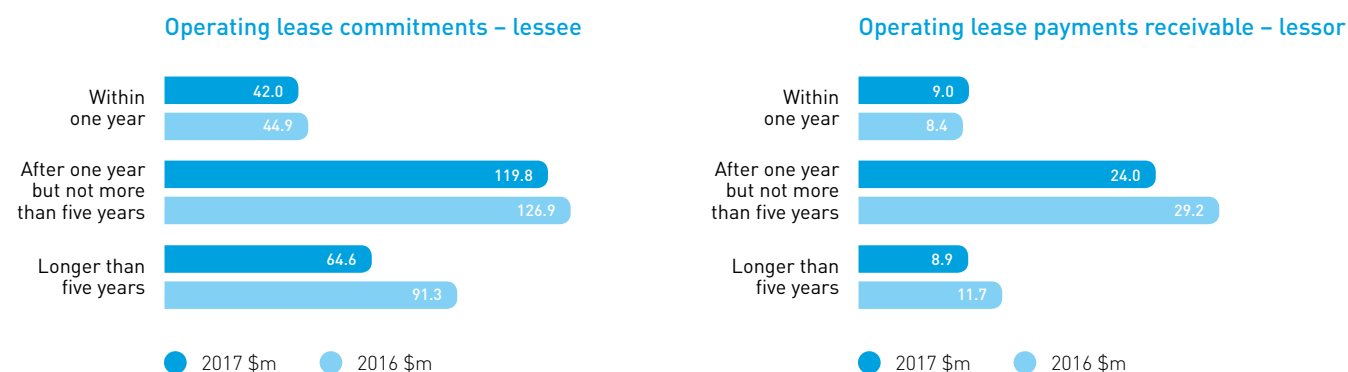 Operating lease commitments – lessee
Within
one year
42.0
44.9
After one year
but not more
than five years
119.8
126.9
Longer than
five years
64.6
91.3
2017 $m
2016 $m
Operating lease payments receivable – lessor
Within
one year
9.0
8.4
After one year
but not more
than five years
24.0
29.2
Longer than
five years
8.9
11.7
2017 $m
2016 $m